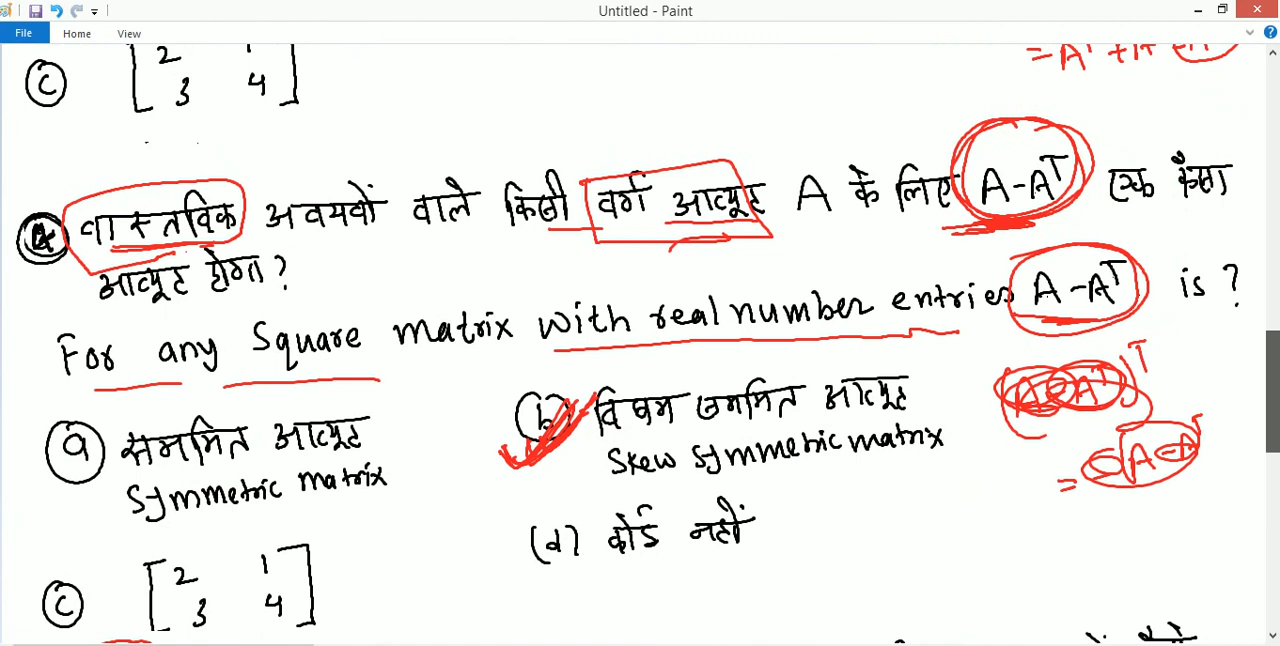 Untitled - Paint
File Home View
= A^T + A
(c) [2 1
3 4]
वास्तविक अवयवों वाले किसी वर्ग आव्यूह A के लिए A-A^T एक कैसा
आव्यूह होगा?
For any Square matrix with real number entries A-A^T is?
(a) सममित आव्यूह
Symmetric matrix
(b) विषम सममित आव्यूह
Skew symmetric matrix
(A-A^T)^T
= -(A-A^T)
(c) [2 1
3 4]
(d) कोई नहीं